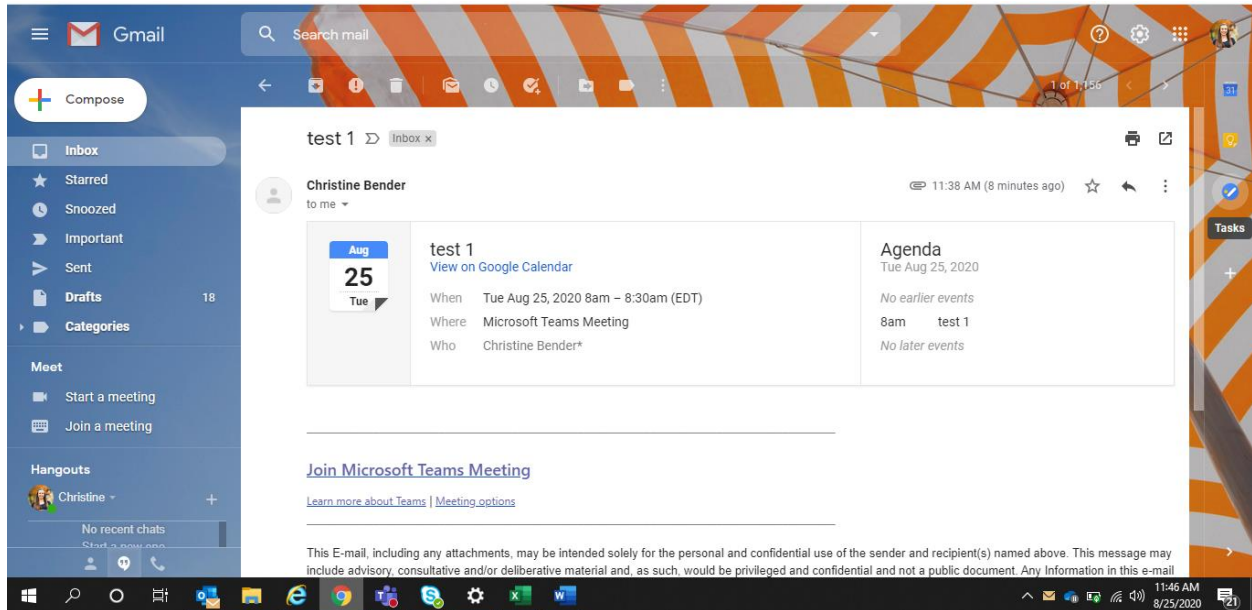 Gmail
Search mail
Compose
1 of 1,156
31
Inbox
Starred
Snoozed
Important
Sent
Drafts 18
Categories
Meet
Start a meeting
Join a meeting
Hangouts
Christine
No recent chats
Start a new one
test 1 Inbox x
Christine Bender
11:38 AM (8 minutes ago)
to me
Tasks
Aug
25
Tue
test 1
View on Google Calendar
When Tue Aug 25, 2020 8am – 8:30am (EDT)
Where Microsoft Teams Meeting
Who Christine Bender*
Agenda
Tue Aug 25, 2020
No earlier events
8am test 1
No later events
Join Microsoft Teams Meeting
Learn more about Teams | Meeting options
This E-mail, including any attachments, may be intended solely for the personal and confidential use of the sender and recipient(s) named above. This message may
include advisory, consultative and/or deliberative material and, as such, would be privileged and confidential and not a public document. Any Information in this e-mail
11:46 AM
8/25/2020
21